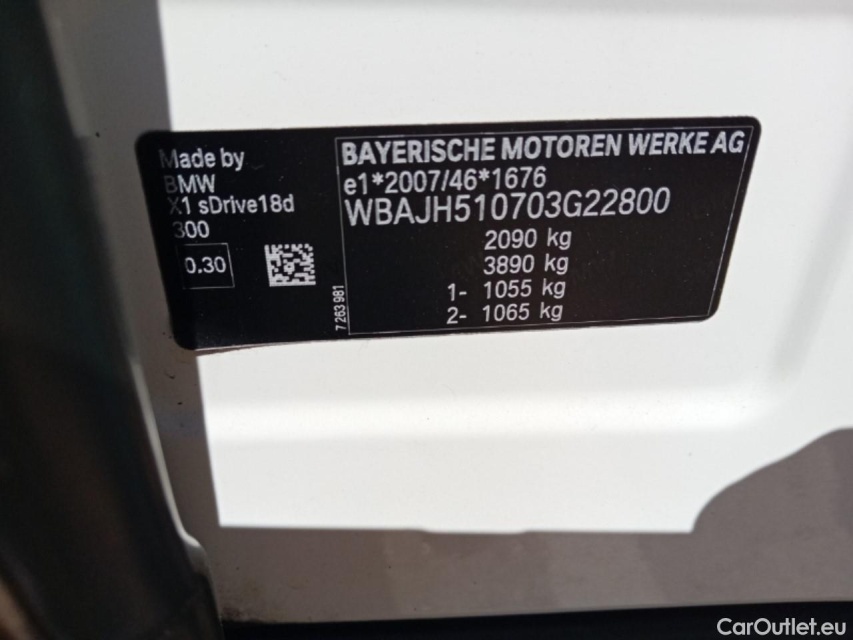 Made by
BMW
X1 sDrive18d
300
0.30
7 263 981
BAYERISCHE MOTOREN WERKE AG
e1*2007/46*1676
WBAJH510703G22800
2090 kg
3890 kg
1- 1055 kg
2- 1065 kg
CarOutlet.eu